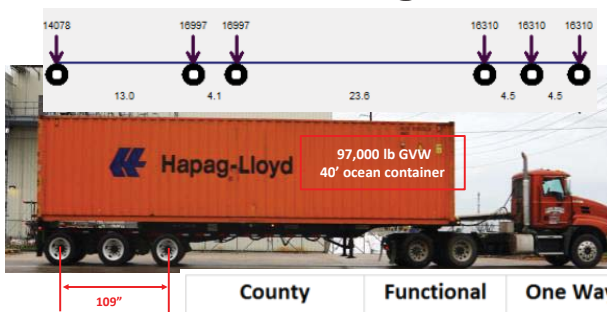 14078 16997 16997 16310 16310 16310
13.0 4.1 23.6 4.5 4.5
Hapag-Lloyd
97,000 lb GVW
40' ocean container
109"
County Functional One Way